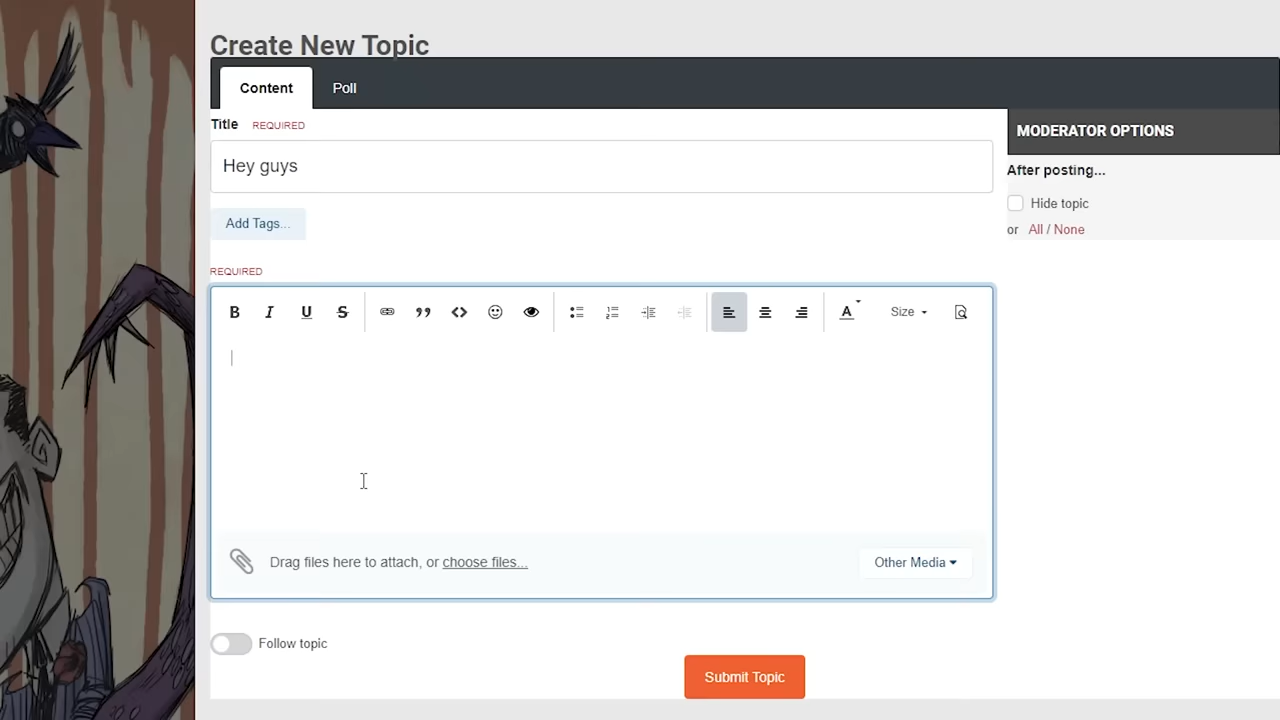 Create New Topic
Content
Poll
Title REQUIRED
Hey guys
Add Tags...
REQUIRED
B I U S
A Size
Drag files here to attach, or choose files...
Other Media
Follow topic
Submit Topic
MODERATOR OPTIONS
After posting...
Hide topic
or All / None